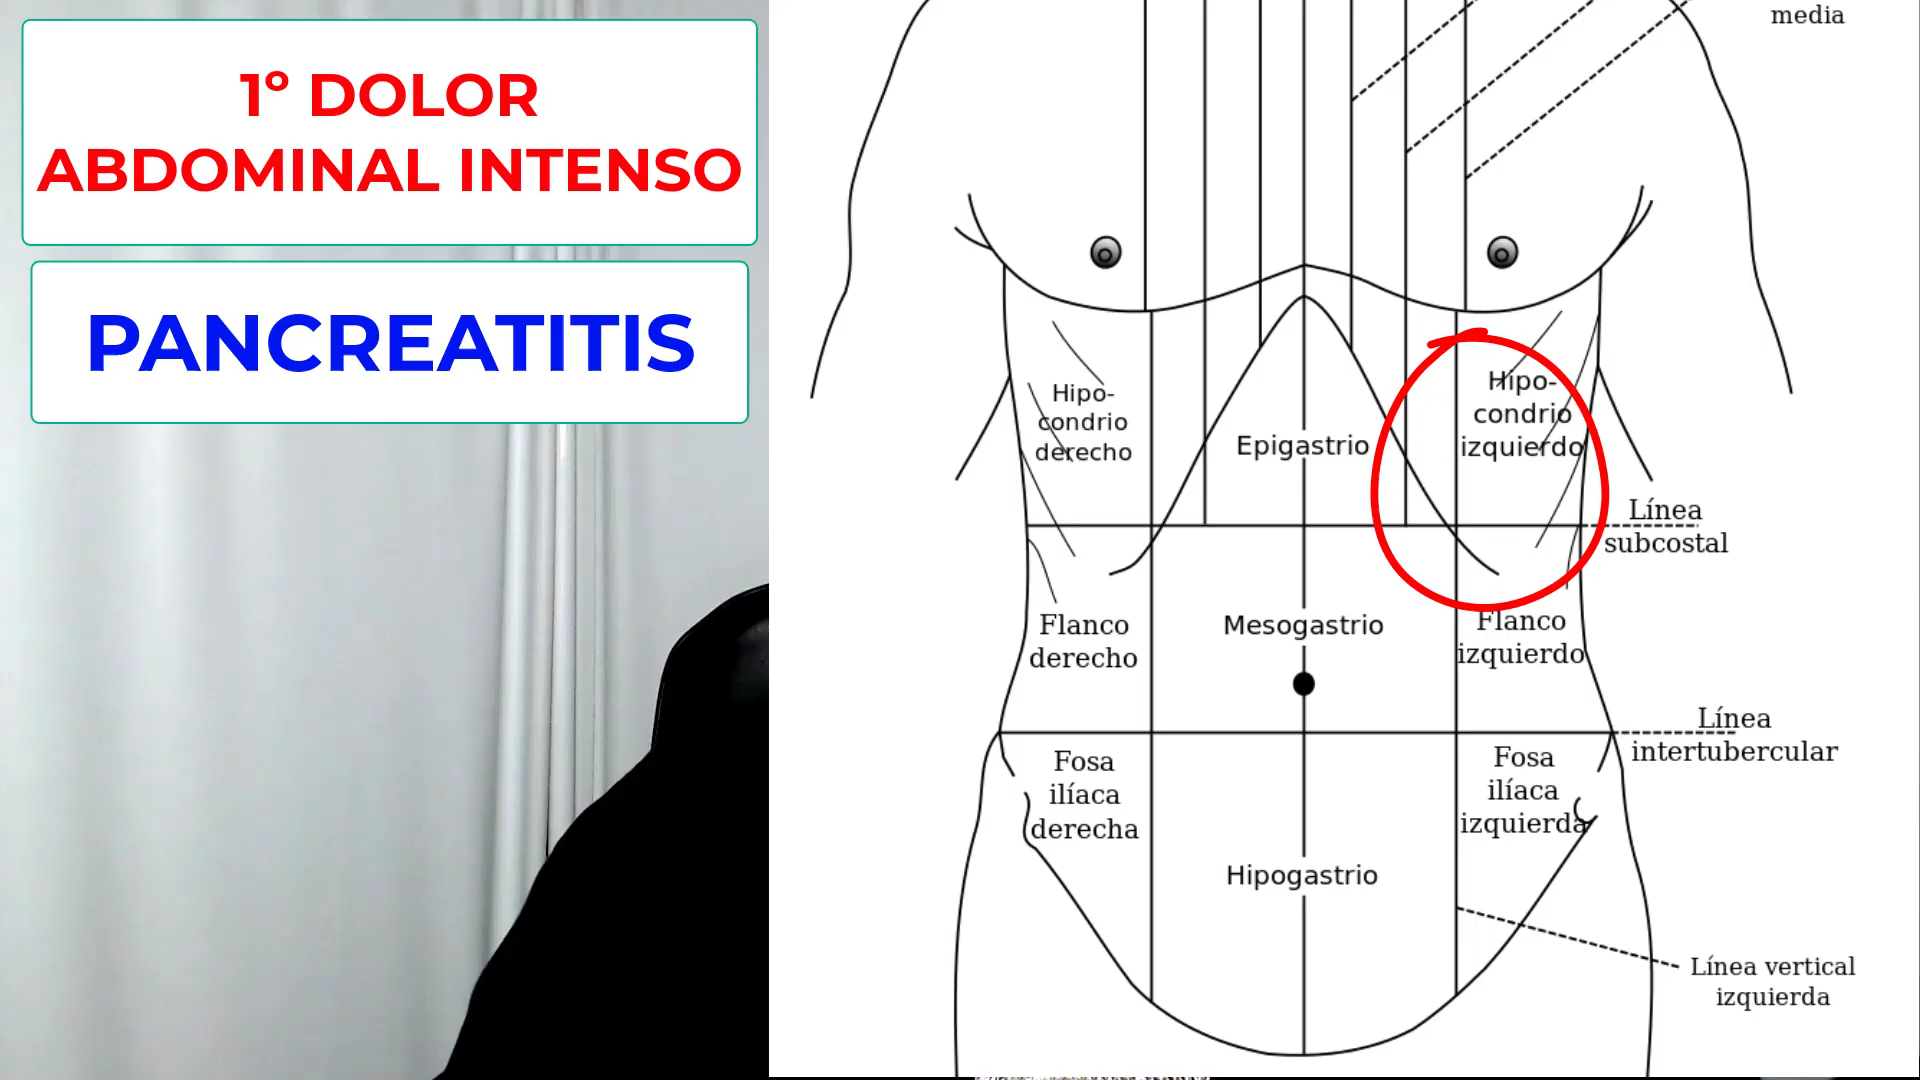 1º DOLOR
ABDOMINAL INTENSO
PANCREATITIS
media
Hipo-
condrio
derecho
Epigastrio
Hipo-
condrio
izquierdo
Línea
subcostal
Flanco
derecho
Mesogastrio
Flanco
izquierdo
Línea
intertubercular
Fosa
ilíaca
derecha
Fosa
ilíaca
izquierda
Hipogastrio
Línea vertical
izquierda